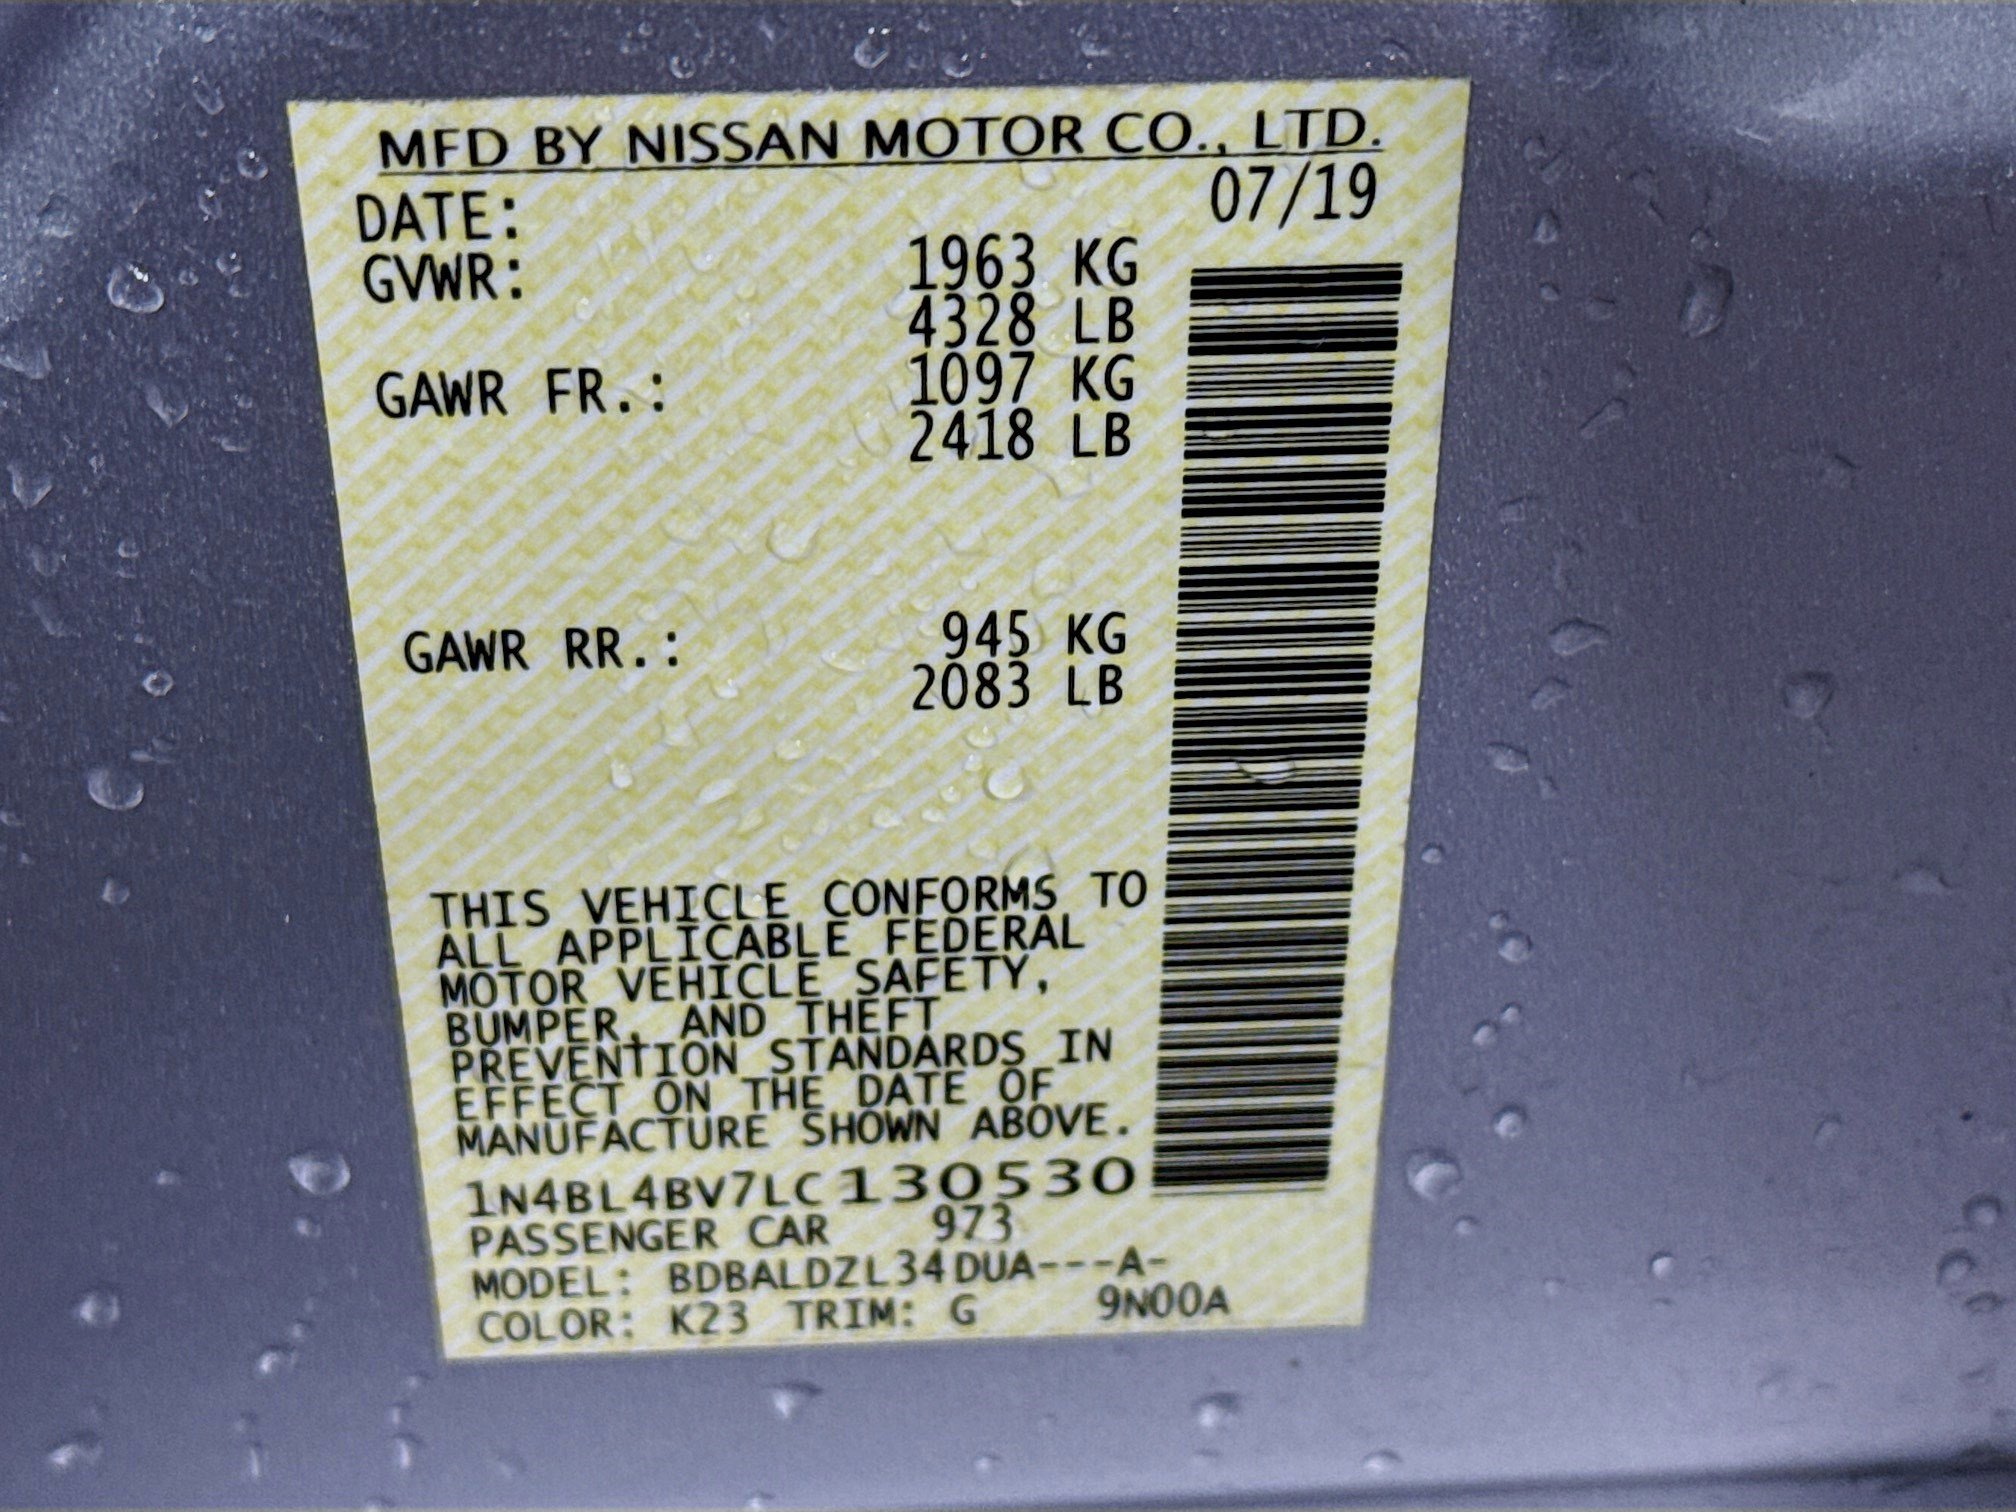 MFD BY NISSAN MOTOR CO., LTD.
DATE: 07/19
GVWR: 1963 KG
4328 LB
GAWR FR.: 1097 KG
2418 LB
GAWR RR.: 945 KG
2083 LB
THIS VEHICLE CONFORMS TO
ALL APPLICABLE FEDERAL
MOTOR VEHICLE SAFETY,
BUMPER, AND THEFT
PREVENTION STANDARDS IN
EFFECT ON THE DATE OF
MANUFACTURE SHOWN ABOVE.
1N4BL4BV7LC130530
PASSENGER CAR 973
MODEL: BDBALDZL34DUA----A-
COLOR: K23 TRIM: G 9N00A